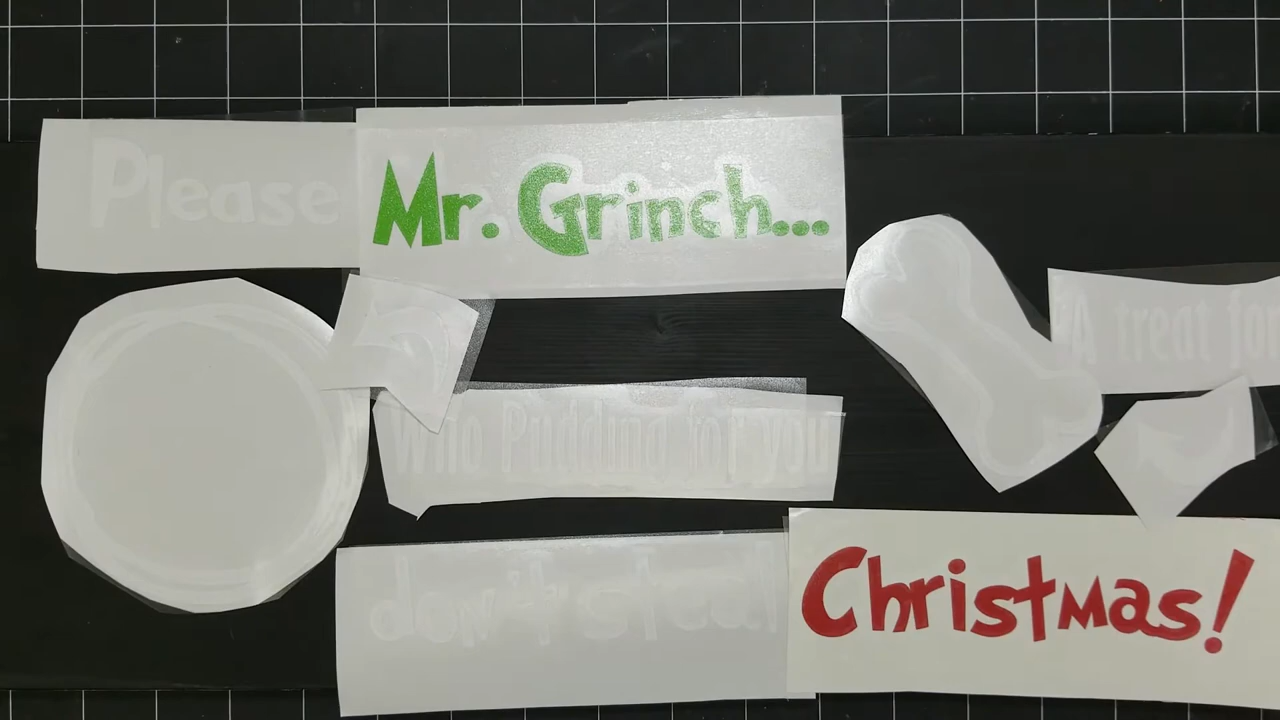 Please Mr. Grinch...
A treat for
Who Pudding for you
don't steal Christmas!